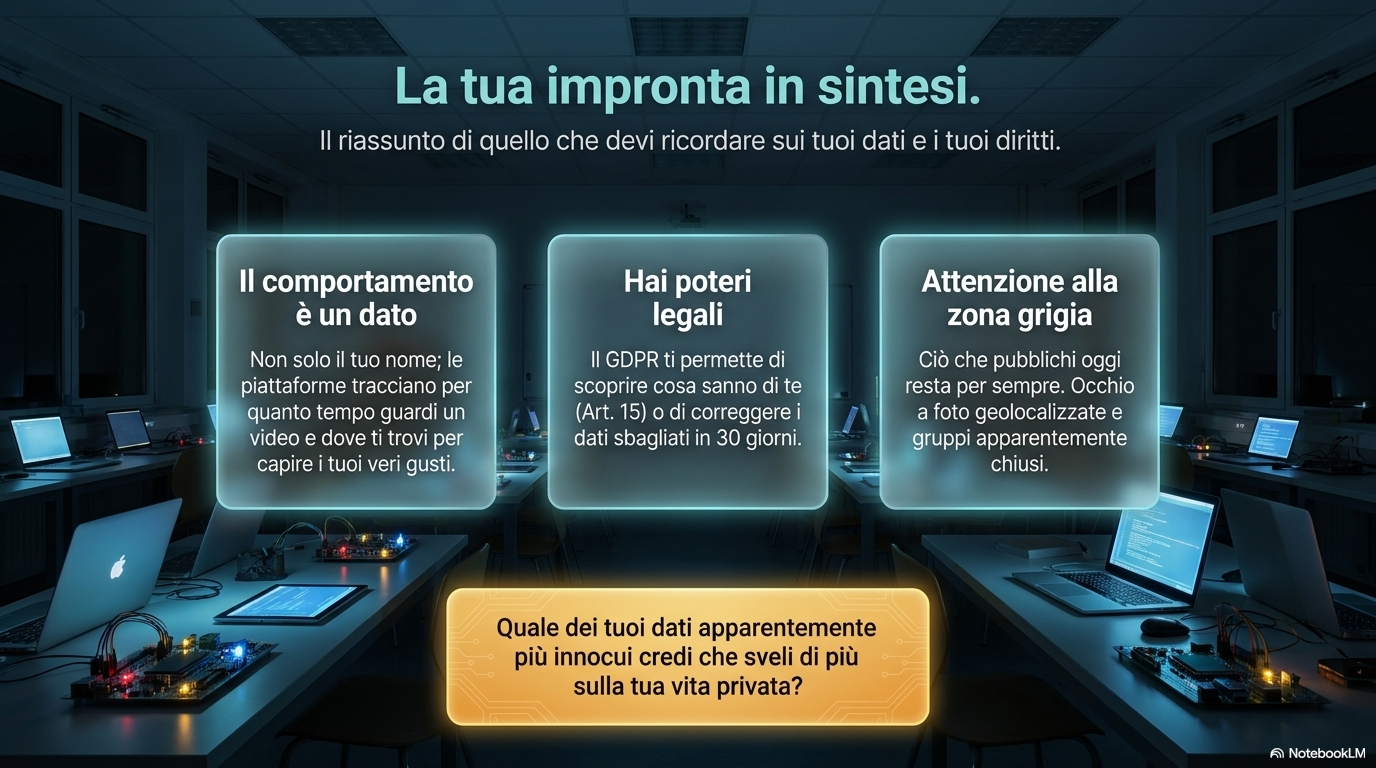 La tua impronta in sintesi.
Il riassunto di quello che devi ricordare sui tuoi dati e i tuoi diritti.
Il comportamento
è un dato
Non solo il tuo nome; le
piattaforme tracciano per
quanto tempo guardi un
video e dove ti trovi per
capire i tuoi veri gusti.
Hai poteri
legali
Il GDPR ti permette di
scoprire cosa sanno di te
(Art. 15) o di correggere i
dati sbagliati in 30 giorni.
Attenzione alla
zona grigia
Ciò che pubblichi oggi
resta per sempre. Occhio
a foto geolocalizzate e
gruppi apparentemente
chiusi.
Quale dei tuoi dati apparentemente
più innocui credi che sveli di più
sulla tua vita privata?
NotebookLM